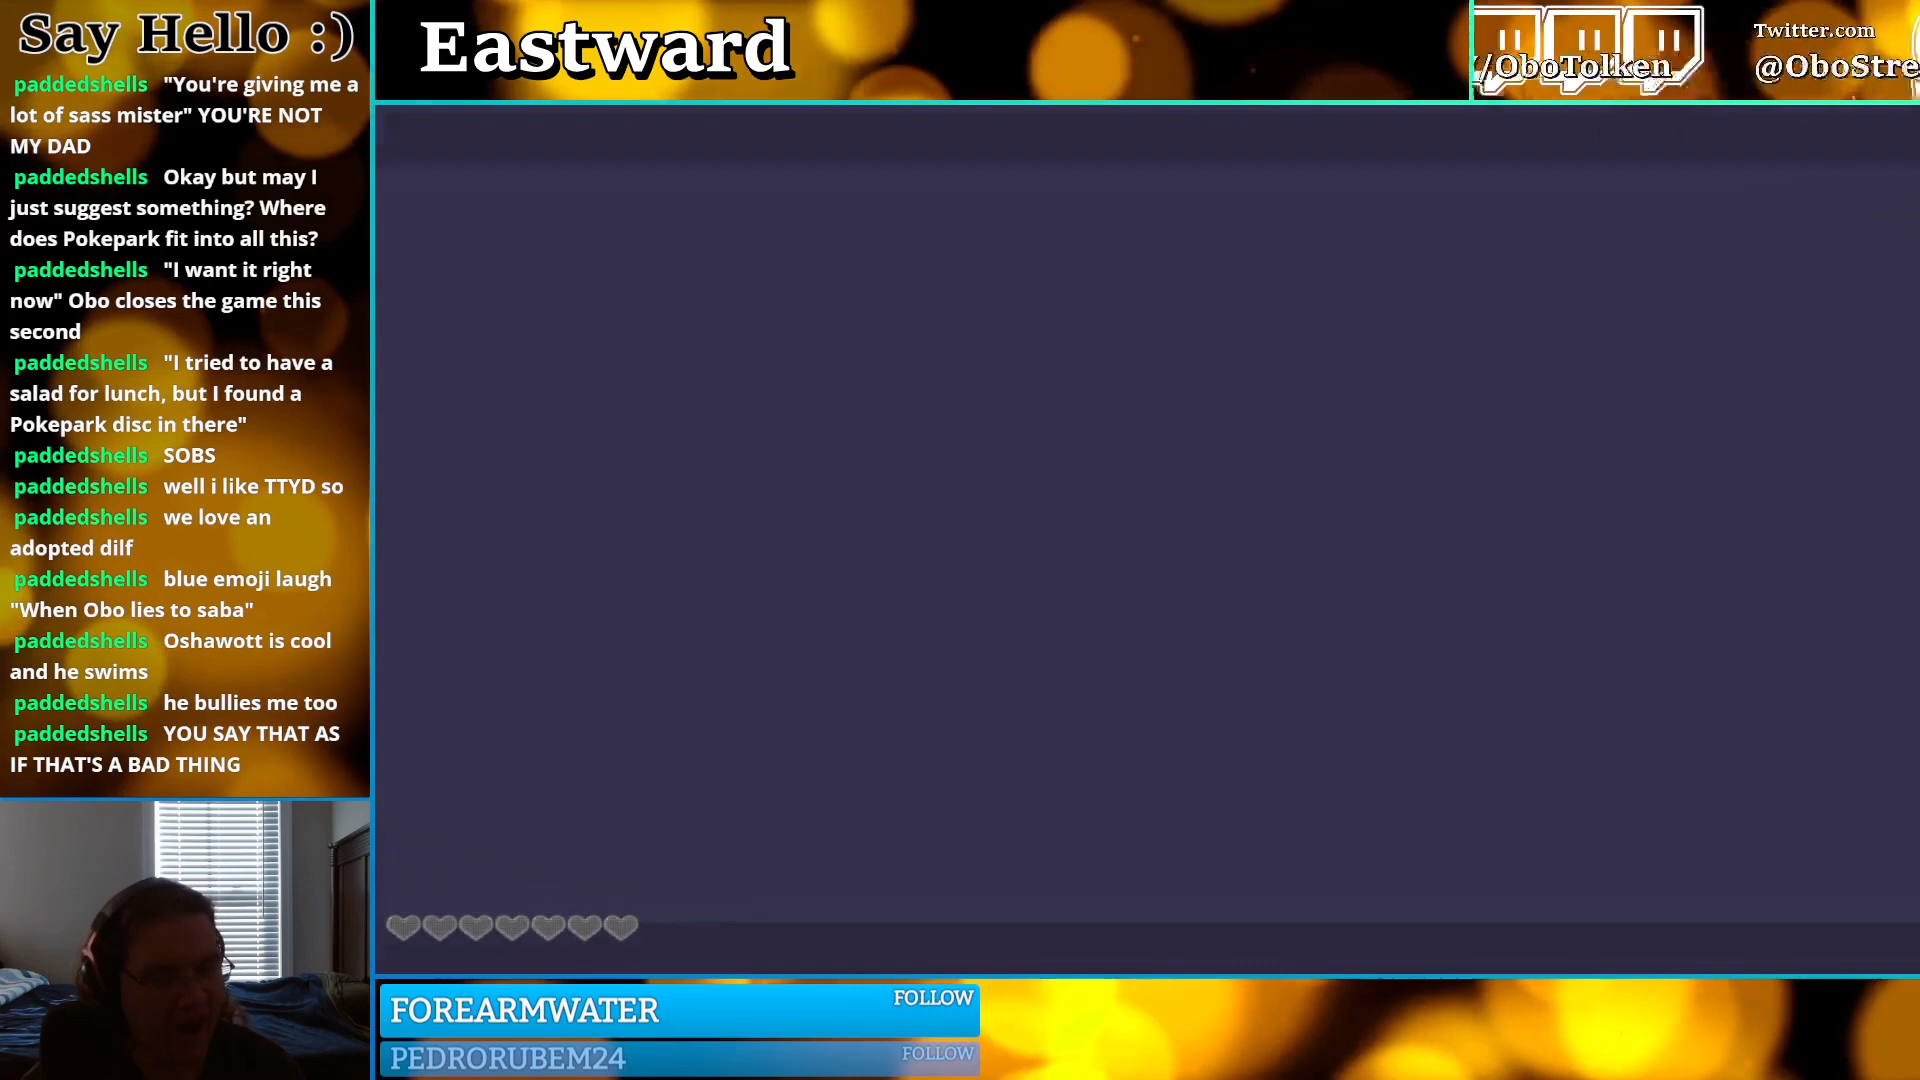 Say Hello :)
paddedshells "You're giving me a
lot of sass mister" YOU'RE NOT
MY DAD
paddedshells Okay but may I
just suggest something? Where
does Pokepark fit into all this?
paddedshells "I want it right
now" Obo closes the game this
second
paddedshells "I tried to have a
salad for lunch, but I found a
Pokepark disc in there"
paddedshells SOBS
paddedshells well i like TTYD so
paddedshells we love an
adopted dilf
paddedshells blue emoji laugh
"When Obo lies to saba"
paddedshells Oshawott is cool
and he swims
paddedshells he bullies me too
paddedshells YOU SAY THAT AS
IF THAT'S A BAD THING
Eastward
/OboTolken
Twitter.com
@OboStre
FOREARMWATER FOLLOW
PEDRORUBEM24 FOLLOW